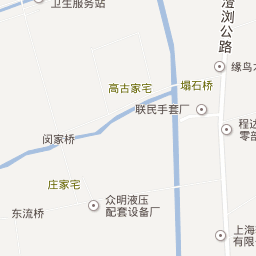 卫生服务站
澄浏公路
缘鸟
高古家宅
塌石桥
联民手套厂
程达
零部
闵家桥
庄家宅
众明液压
配套设备厂
东流桥
上海
有限